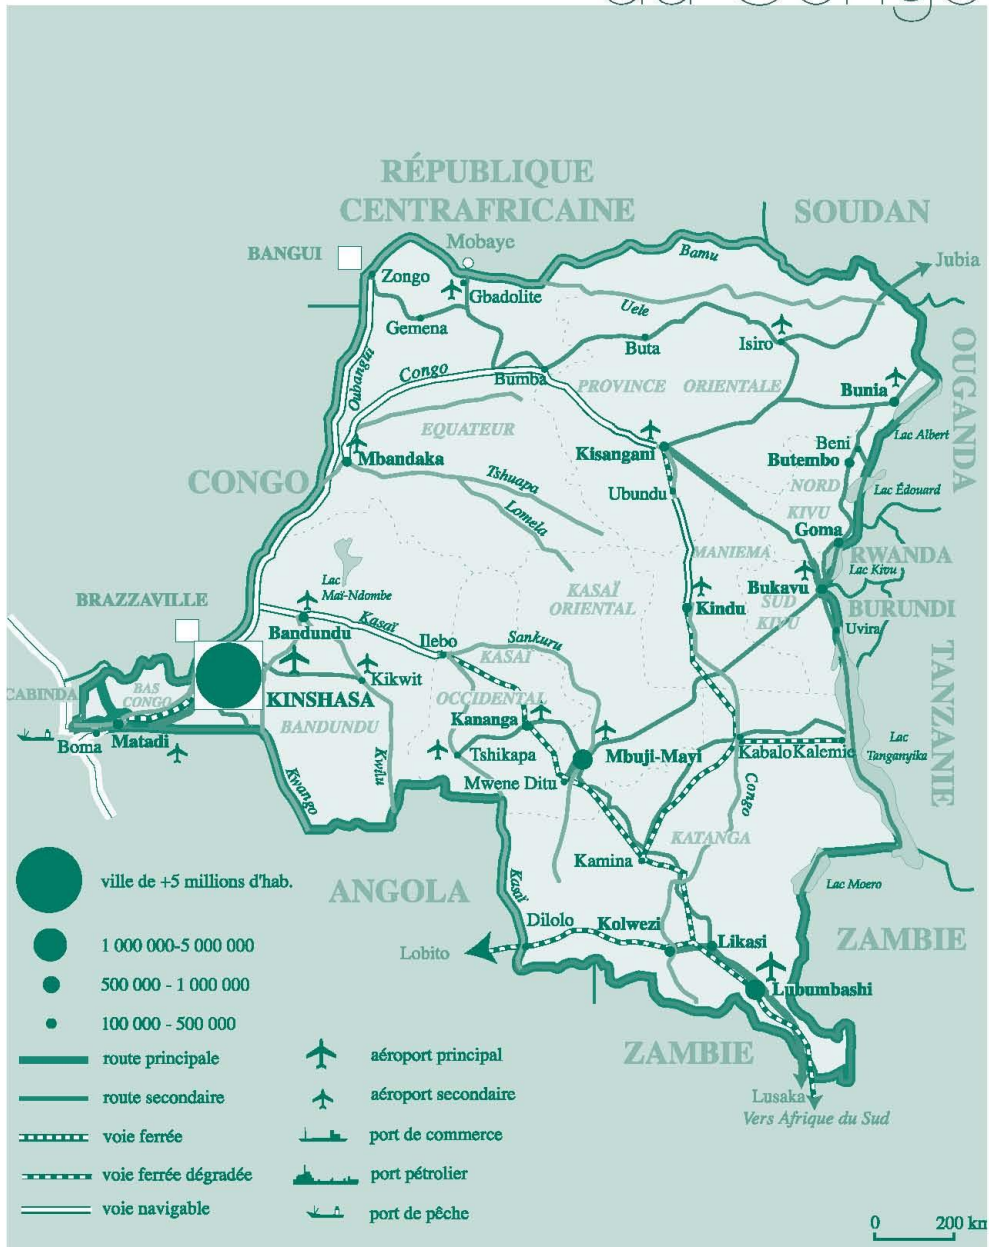 du Congo
RÉPUBLIQUE
CENTRAFRICAINE
SOUDAN
BANGUI
Mobaye
Bamu
Jubia
Zongo
Gbadolite
Uele
Gemena
Buta
Isiro
OUGANDA
Oubangui
Congo
Bumba
PROVINCE ORIENTALE
Bunia
EQUATEUR
Lac Albert
Beni
Kisangani
Butembo
Mbandaka
CONGO
Tshuapa
NORD
KIVU
Lac Édouard
Ubundu
Lomela
Goma
MANIEMA
RWANDA
Lac Kivu
Lac
Maï-Ndombe
KASAÏ
ORIENTAL
Bukavu
BRAZZAVILLE
Kindu
SUD
KIVU
BURUNDI
Bandundu
Kasaï
Uvira
Ilebo
Sankuru
KASAÏ
OCCIDENTAL
TANZANIE
CABINDA
BAS
CONGO
Kikwit
KINSHASA
BANDUNDU
Kananga
Boma
Matadi
Tshikapa
Mbuji-Mayi
Kabalo
Kalemie
Lac
Tanganyika
Kwilu
Mwene Ditu
Kwango
Congo
KATANGA
Kamina
ville de +5 millions d'hab.
ANGOLA
Kasaï
Lac Moero
Dilolo
Kolwezi
1 000 000-5 000 000
Lobito
Likasi
ZAMBIE
500 000 - 1 000 000
Lubumbashi
100 000 - 500 000
ZAMBIE
route principale
aéroport principal
route secondaire
aéroport secondaire
Lusaka
Vers Afrique du Sud
voie ferrée
port de commerce
voie ferrée dégradée
port pétrolier
voie navigable
port de pêche
0 200 km